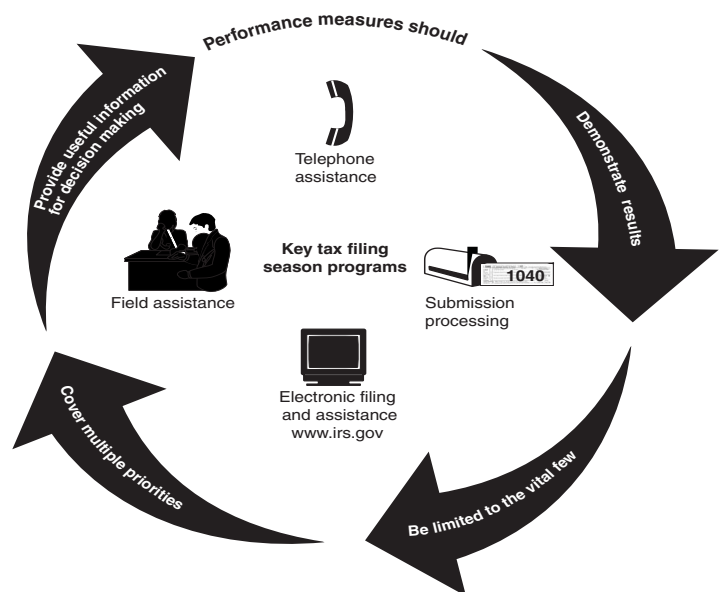 Performance measures should
Demonstrate results
Be limited to the vital few
Cover multiple priorities
Provide useful information
for decision making
Telephone
assistance
Key tax filing
season programs
Field assistance
1040
Submission
processing
Electronic filing
and assistance
www.irs.gov